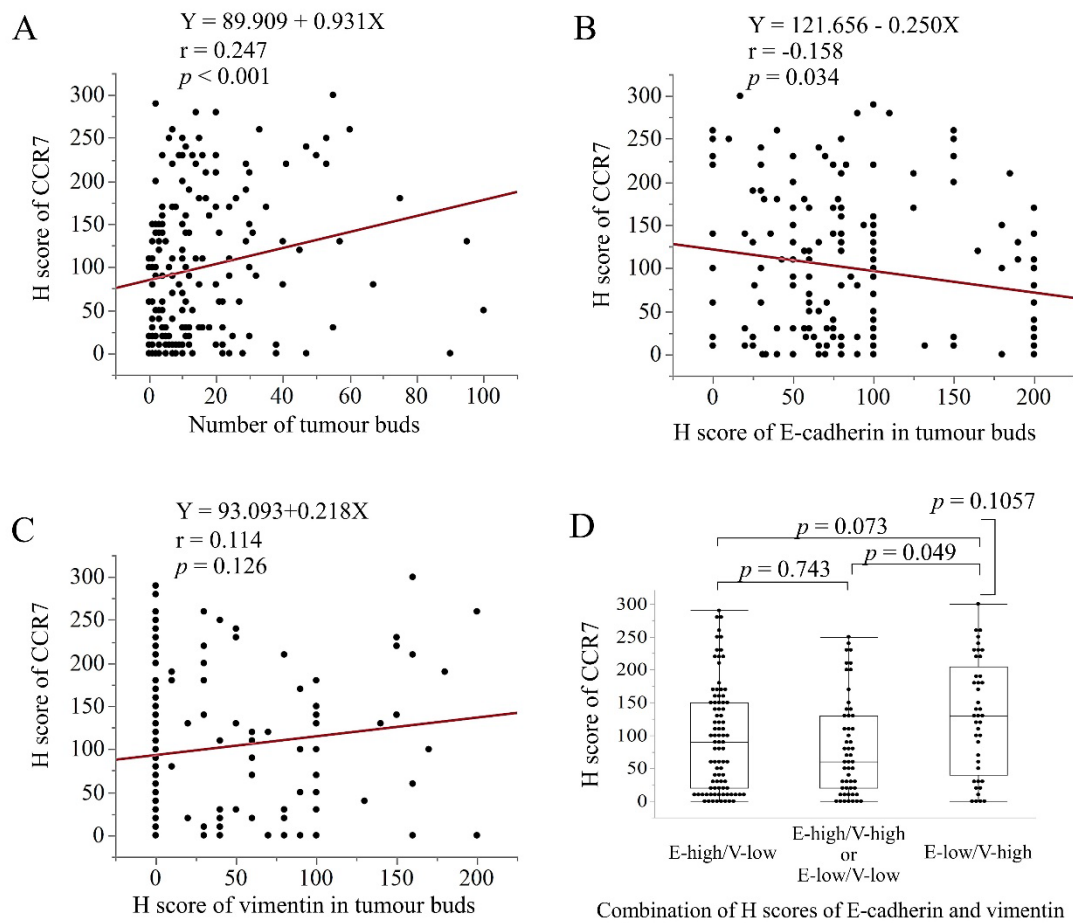 A
Y = 89.909 + 0.931X
r = 0.247
p < 0.001
H score of CCR7
300
250
200
150
100
50
0
0 20 40 60 80 100
Number of tumour buds
B
Y = 121.656 - 0.250X
r = -0.158
p = 0.034
H score of CCR7
300
250
200
150
100
50
0
0 50 100 150 200
H score of E-cadherin in tumour buds
C
Y = 93.093+0.218X
r = 0.114
p = 0.126
H score of CCR7
300
250
200
150
100
50
0
0 50 100 150 200
H score of vimentin in tumour buds
D
p = 0.1057
p = 0.073
p = 0.049
p = 0.743
H score of CCR7
300
250
200
150
100
50
0
E-high/V-low
E-high/V-high
or
E-low/V-low
E-low/V-high
Combination of H scores of E-cadherin and vimentin